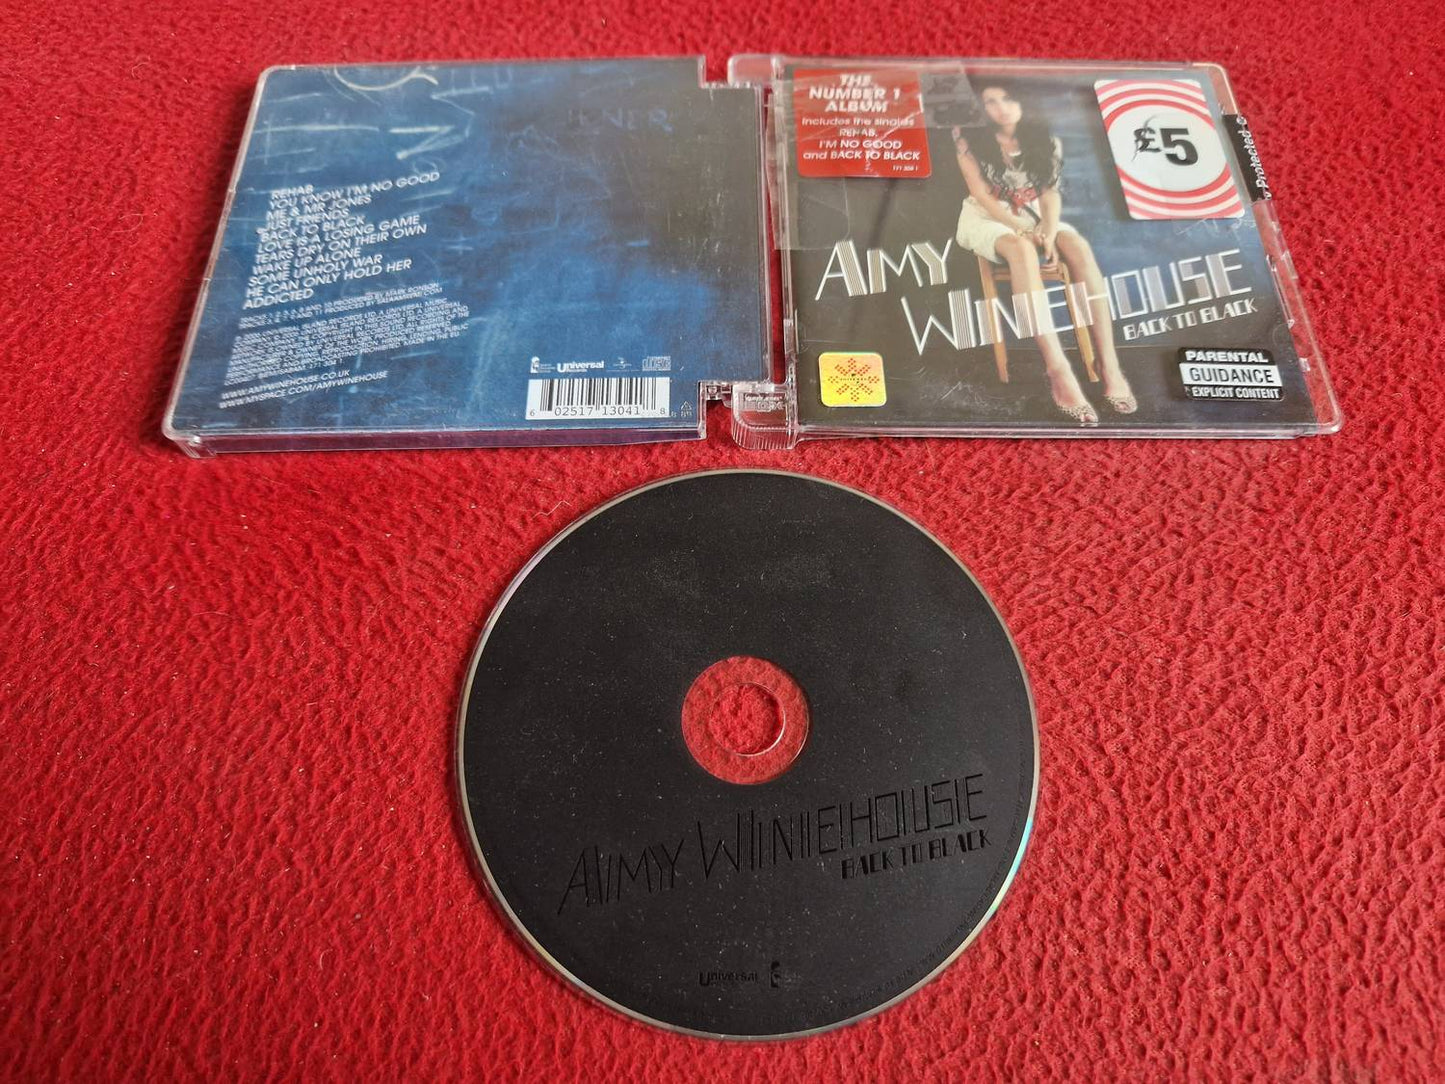 REHAB
YOU KNOW I'M NO GOOD
ME & MR JONES
JUST FRIENDS
BACK TO BLACK
LOVE IS A LOSING GAME
TEARS DRY ON THEIR OWN
WAKE UP ALONE
SOME UNHOLY WAR
HE CAN ONLY HOLD HER
ADDICTED
WWW.AMYWINEHOUSE.CO.UK
WWW.MYSPACE.COM/AMYWINEHOUSE
Universal
6 02517 13041 8
THE
NUMBER 1
ALBUM
includes the singles
REHAB,
I'M NO GOOD
and BACK TO BLACK
171 304 1
£5
Protected
AMY
WINEHOUSE
BACK TO BLACK
PARENTAL
GUIDANCE
EXPLICIT CONTENT
AMY WINEHOUSE
BACK TO BLACK
Universal